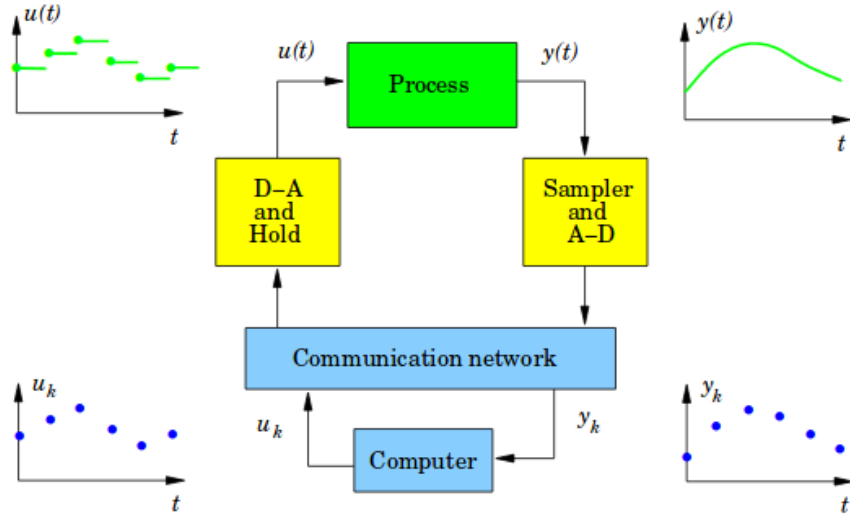 u(t)
t
u(t)
Process
y(t)
y(t)
t
D–A
and
Hold
Sampler
and
A–D
Communication network
u_k
t
u_k
Computer
y_k
y_k
t